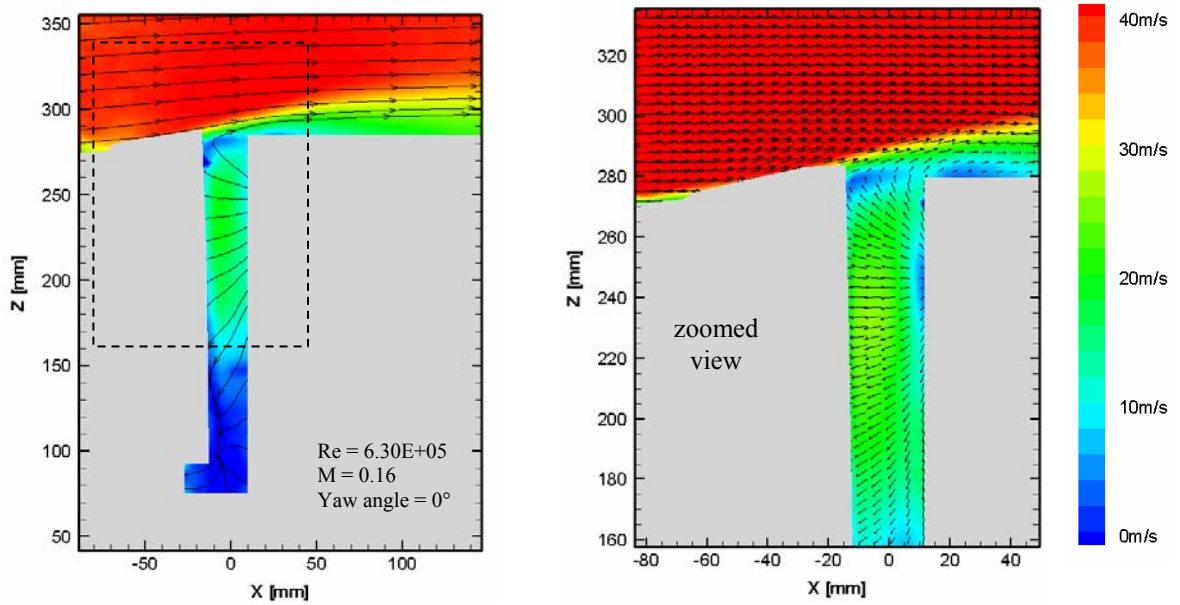 350
300
250
200
150
100
50
Z [mm]
-50
0
50
100
X [mm]
Re = 6.30E+05
M = 0.16
Yaw angle = 0°
320
300
280
260
240
220
200
180
160
Z [mm]
-80
-60
-40
-20
0
20
40
X [mm]
zoomed
view
40m/s
30m/s
20m/s
10m/s
0m/s